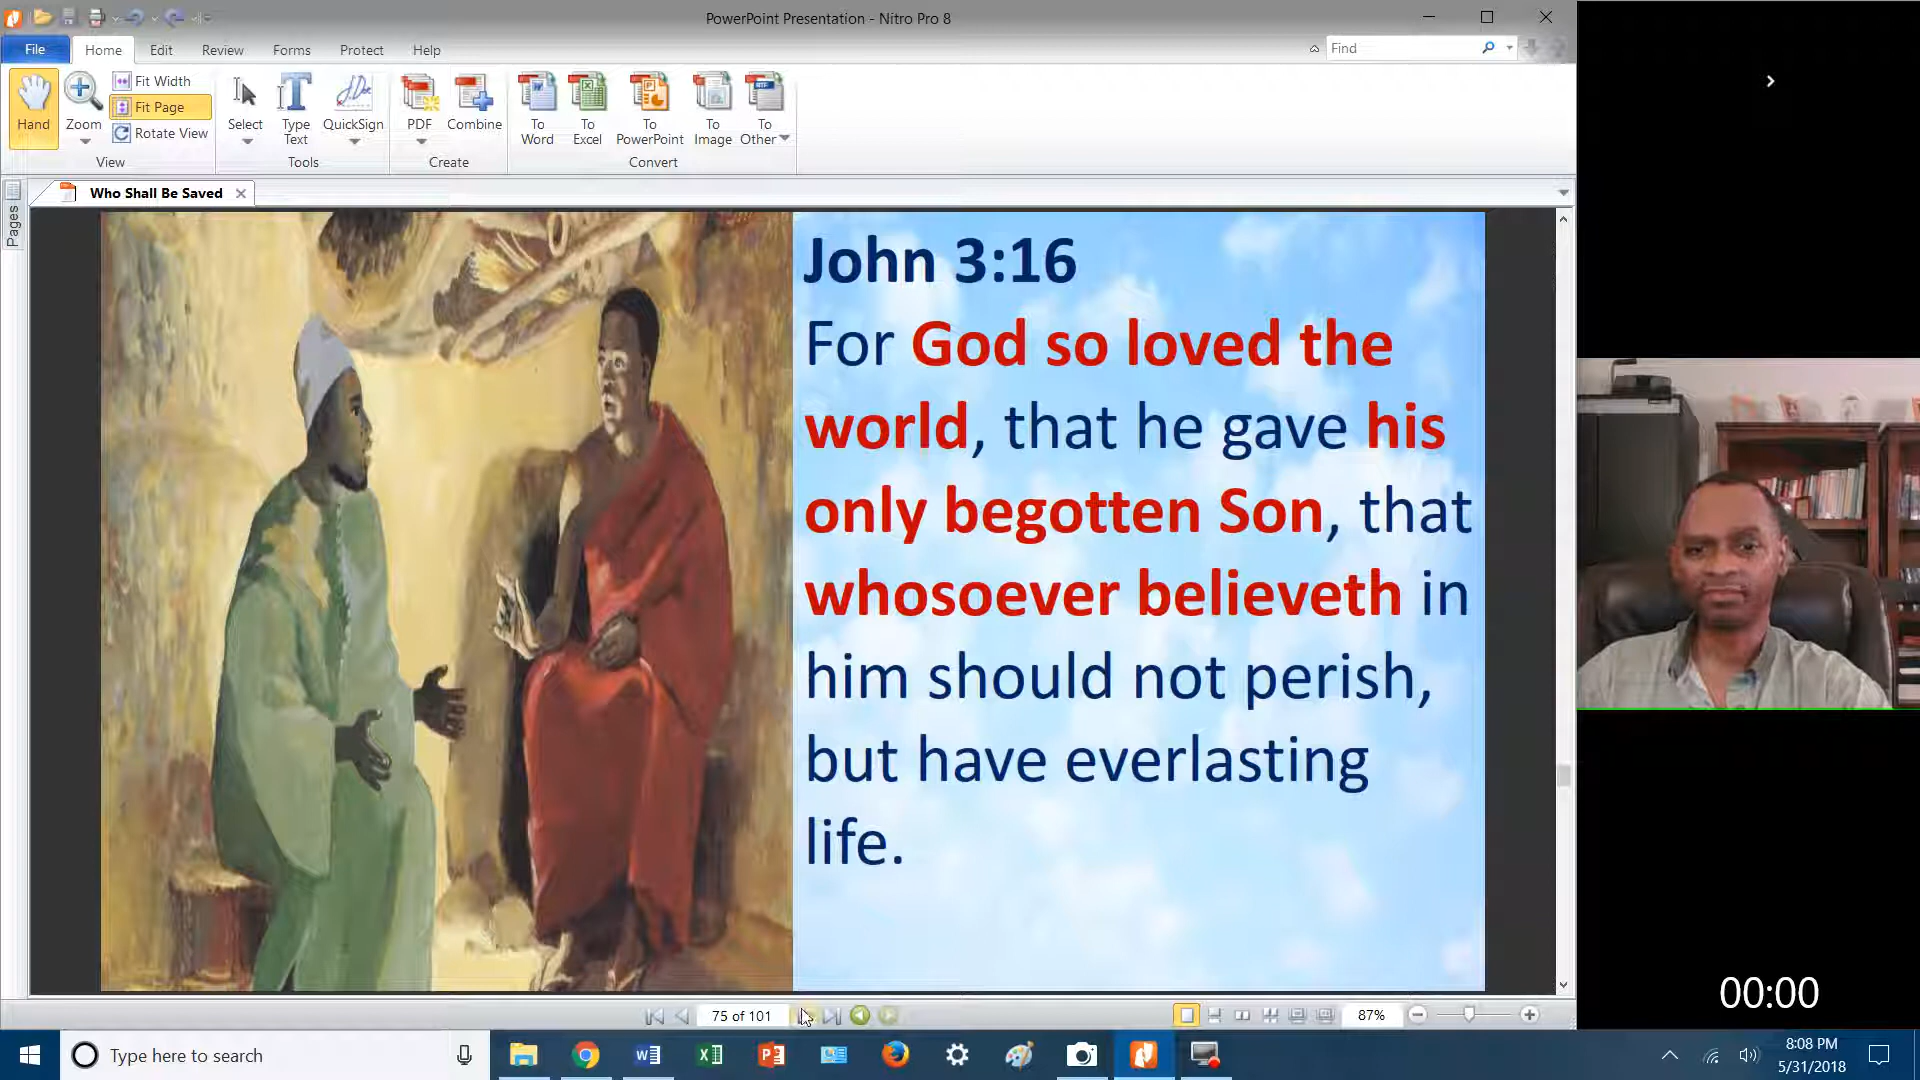 PowerPoint Presentation - Nitro Pro 8
File Home Edit Review Forms Protect Help
Find
Hand
Zoom
Fit Width
Fit Page
Rotate View
View
Select
Type Text
QuickSign
Tools
PDF
Combine
Create
To Word
To Excel
To PowerPoint
To Image
To Other
Convert
Pages
Who Shall Be Saved
John 3:16
For God so loved the
world, that he gave his
only begotten Son, that
whosoever believeth in
him should not perish,
but have everlasting
life.
00:00
75 of 101
87%
Type here to search
8:08 PM
5/31/2018